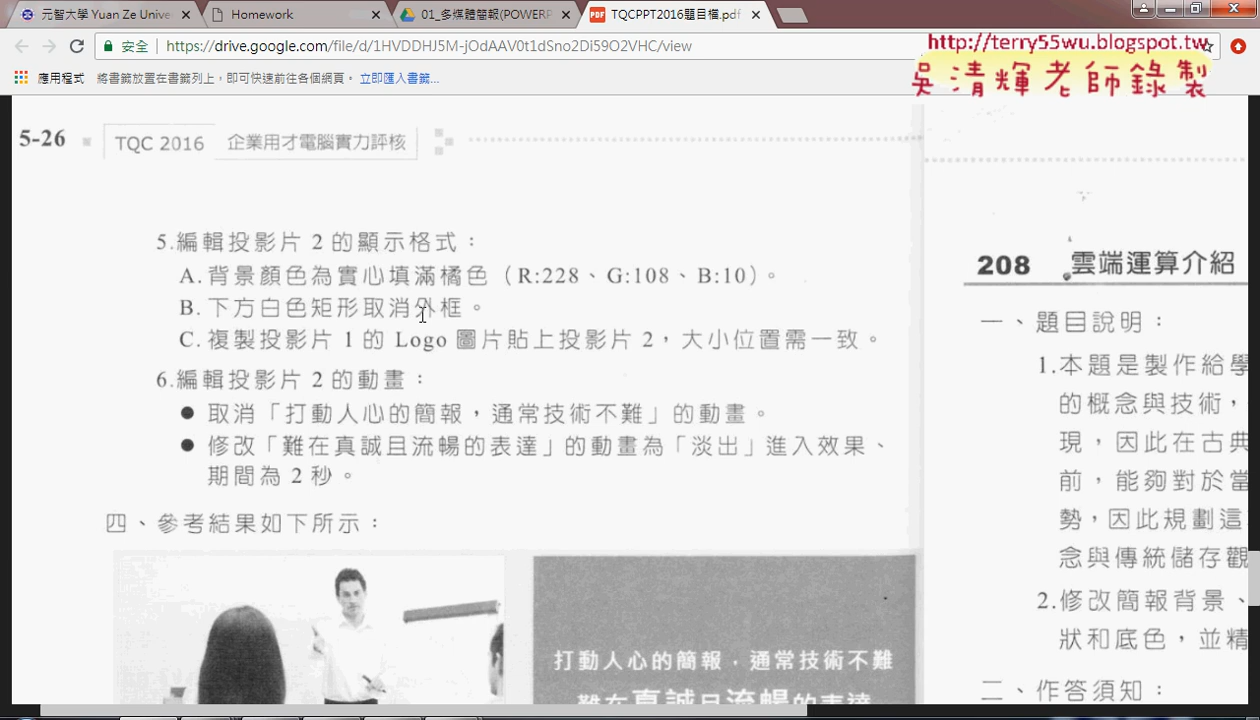 元智大學 Yuan Ze Unive
Homework
01_多媒體簡報(POWERP
TQCPPT2016題目檔.pdf
安全
https://drive.google.com/file/d/1HVDDHJ5M-jOdAAV0t1dSno2Di59O2VHC/view
http://terry55wu.blogspot.tw
吳清輝老師錄製
應用程式
將書籤放置在書籤列上，即可快速前往各個網頁。
立即匯入書籤...
5-26
TQC 2016
企業用才電腦實力評核
5.編輯投影片 2 的顯示格式：
A.背景顏色為實心填滿橘色（R:228、G:108、B:10）。
B.下方白色矩形取消外框。
C.複製投影片 1 的 Logo 圖片貼上投影片 2，大小位置需一致。
6.編輯投影片 2 的動畫：
● 取消「打動人心的簡報，通常技術不難」的動畫。
● 修改「難在真誠且流暢的表達」的動畫為「淡出」進入效果、
期間為 2 秒。
四、參考結果如下所示：
打動人心的簡報，通常技術不難
難在真誠且流暢的表達
208 雲端運算介紹
一、題目說明：
1.本題是製作給學
的概念與技術，
現，因此在古典
前，能夠對於當
勢，因此規劃這
念與傳統儲存觀
2.修改簡報背景、
狀和底色，並精
二、作答須知：